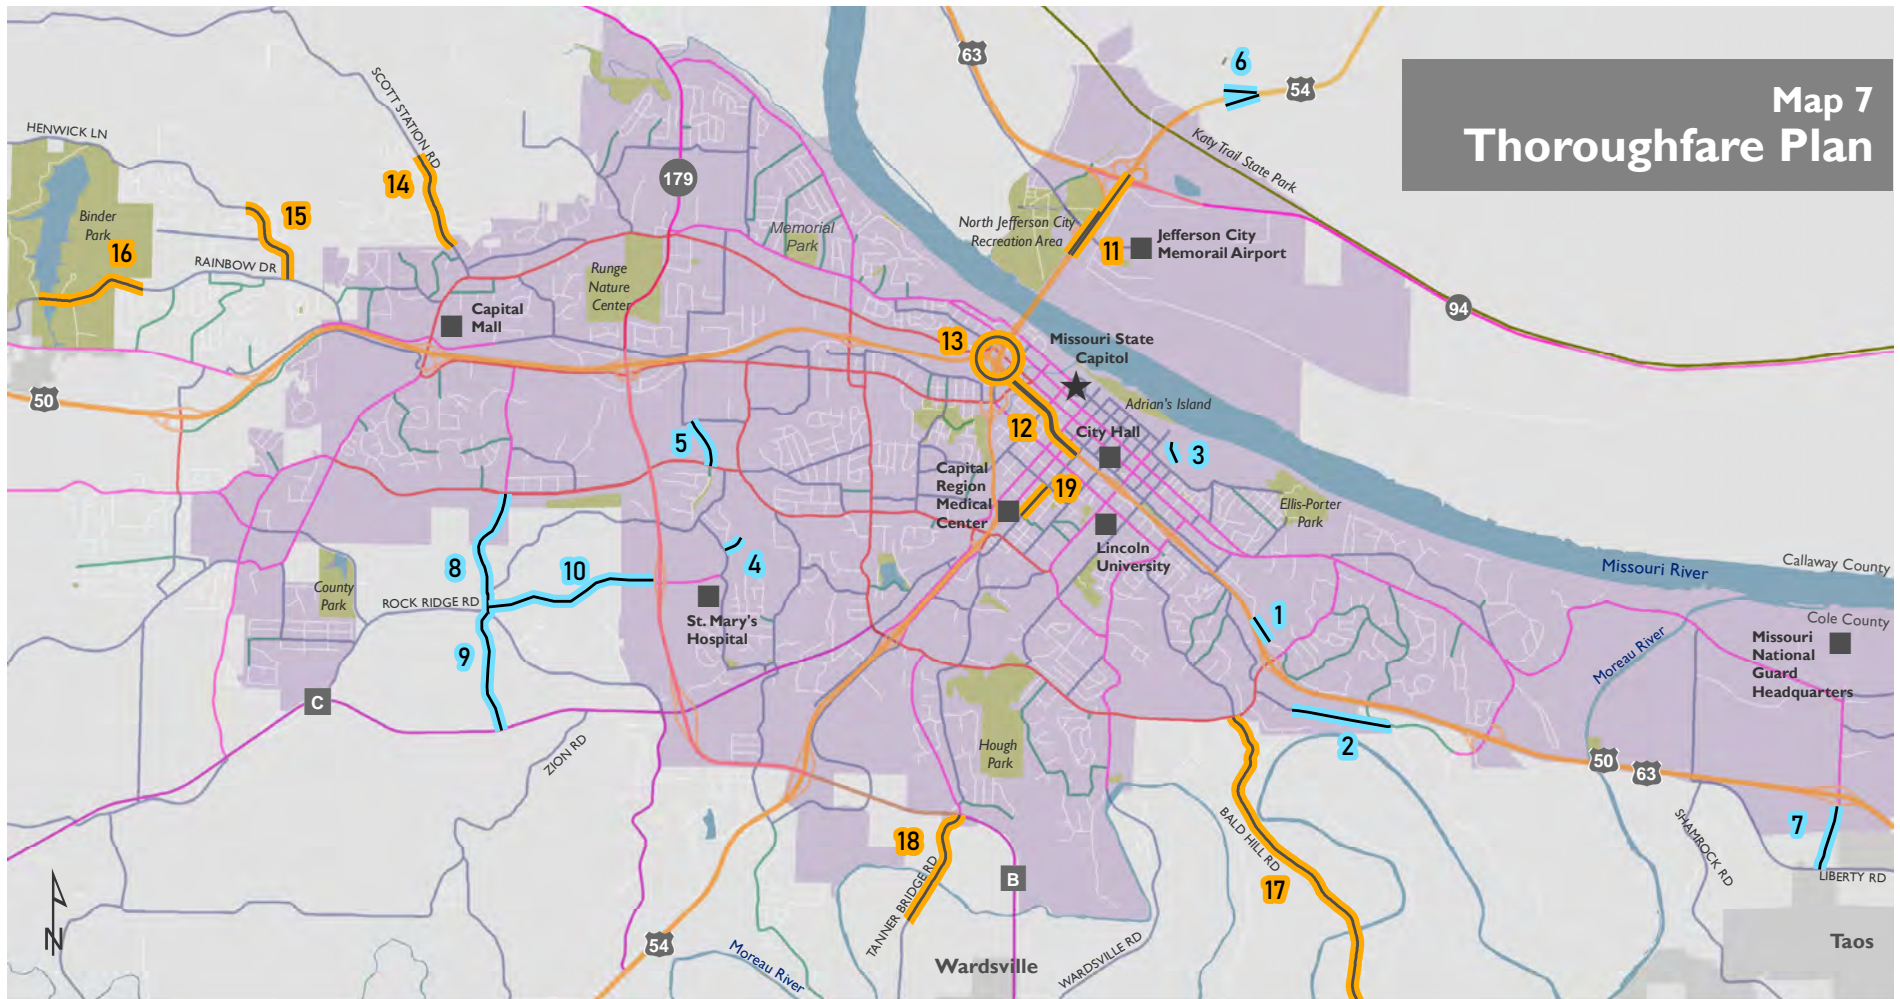 Map 7
Thoroughfare Plan
63
6
54
Katy Trail State Park
SCOTT STATION RD
HENWICK LN
179
14
15
Binder
Park
16
RAINBOW DR
Memorial
Park
North Jefferson City
Recreation Area
11
Jefferson City
Memorail Airport
Runge
Nature
Center
Capital
Mall
94
13
Missouri State
Capitol
50
Adrian's Island
12
City Hall
5
3
Capital
Region
Medical
Center
19
Ellis-Porter
Park
Lincoln
University
Callaway County
Missouri River
8
10
4
County
Park
ROCK RIDGE RD
St. Mary's
Hospital
1
Cole County
Missouri
National
Guard
Headquarters
Moreau River
9
C
ZION RD
Hough
Park
2
50
63
BALD HILL RD
SHAMROCK RD
7
LIBERTY RD
18
TANNER BRIDGE RD
B
17
N
54
Moreau River
Wardsville
WARDSVILLE RD
Taos